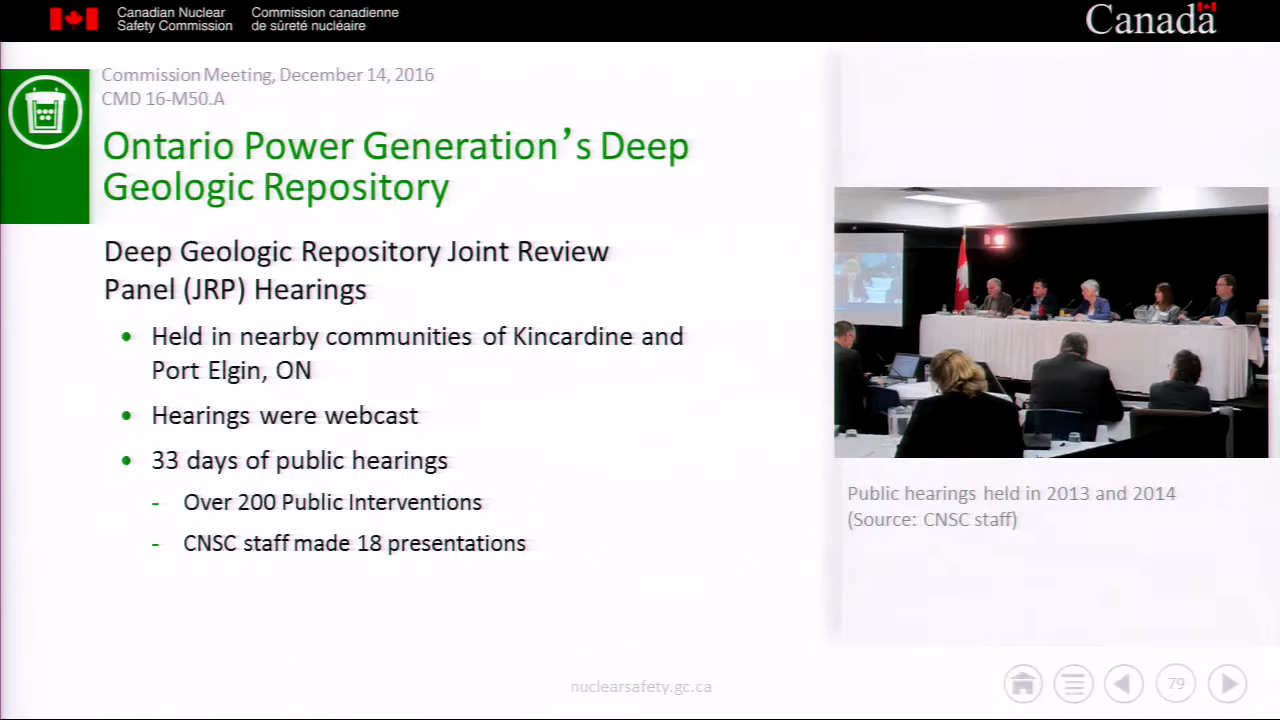 Canadian Nuclear
Safety Commission
Commission canadienne
de sûreté nucléaire
Canada
Commission Meeting, December 14, 2016
CMD 16-M50.A
Ontario Power Generation’s Deep
Geologic Repository
Deep Geologic Repository Joint Review
Panel (JRP) Hearings
• Held in nearby communities of Kincardine and
Port Elgin, ON
• Hearings were webcast
• 33 days of public hearings
- Over 200 Public Interventions
- CNSC staff made 18 presentations
Public hearings held in 2013 and 2014
(Source: CNSC staff)
nuclearsafety.gc.ca
79